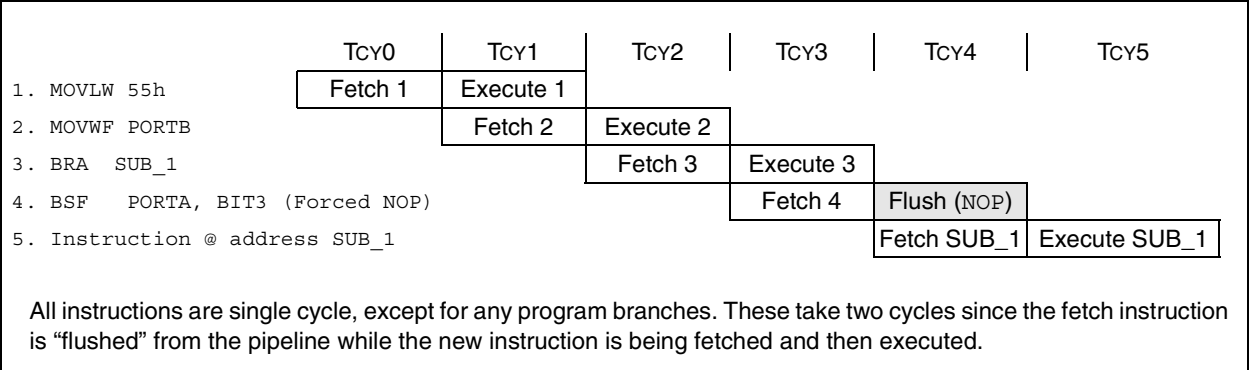 TCY0 TCY1 TCY2 TCY3 TCY4 TCY5
1. MOVLW 55h Fetch 1 Execute 1
2. MOVWF PORTB Fetch 2 Execute 2
3. BRA SUB_1 Fetch 3 Execute 3
4. BSF PORTA, BIT3 (Forced NOP) Fetch 4 Flush (NOP)
5. Instruction @ address SUB_1 Fetch SUB_1 Execute SUB_1
All instructions are single cycle, except for any program branches. These take two cycles since the fetch instruction
is “flushed” from the pipeline while the new instruction is being fetched and then executed.